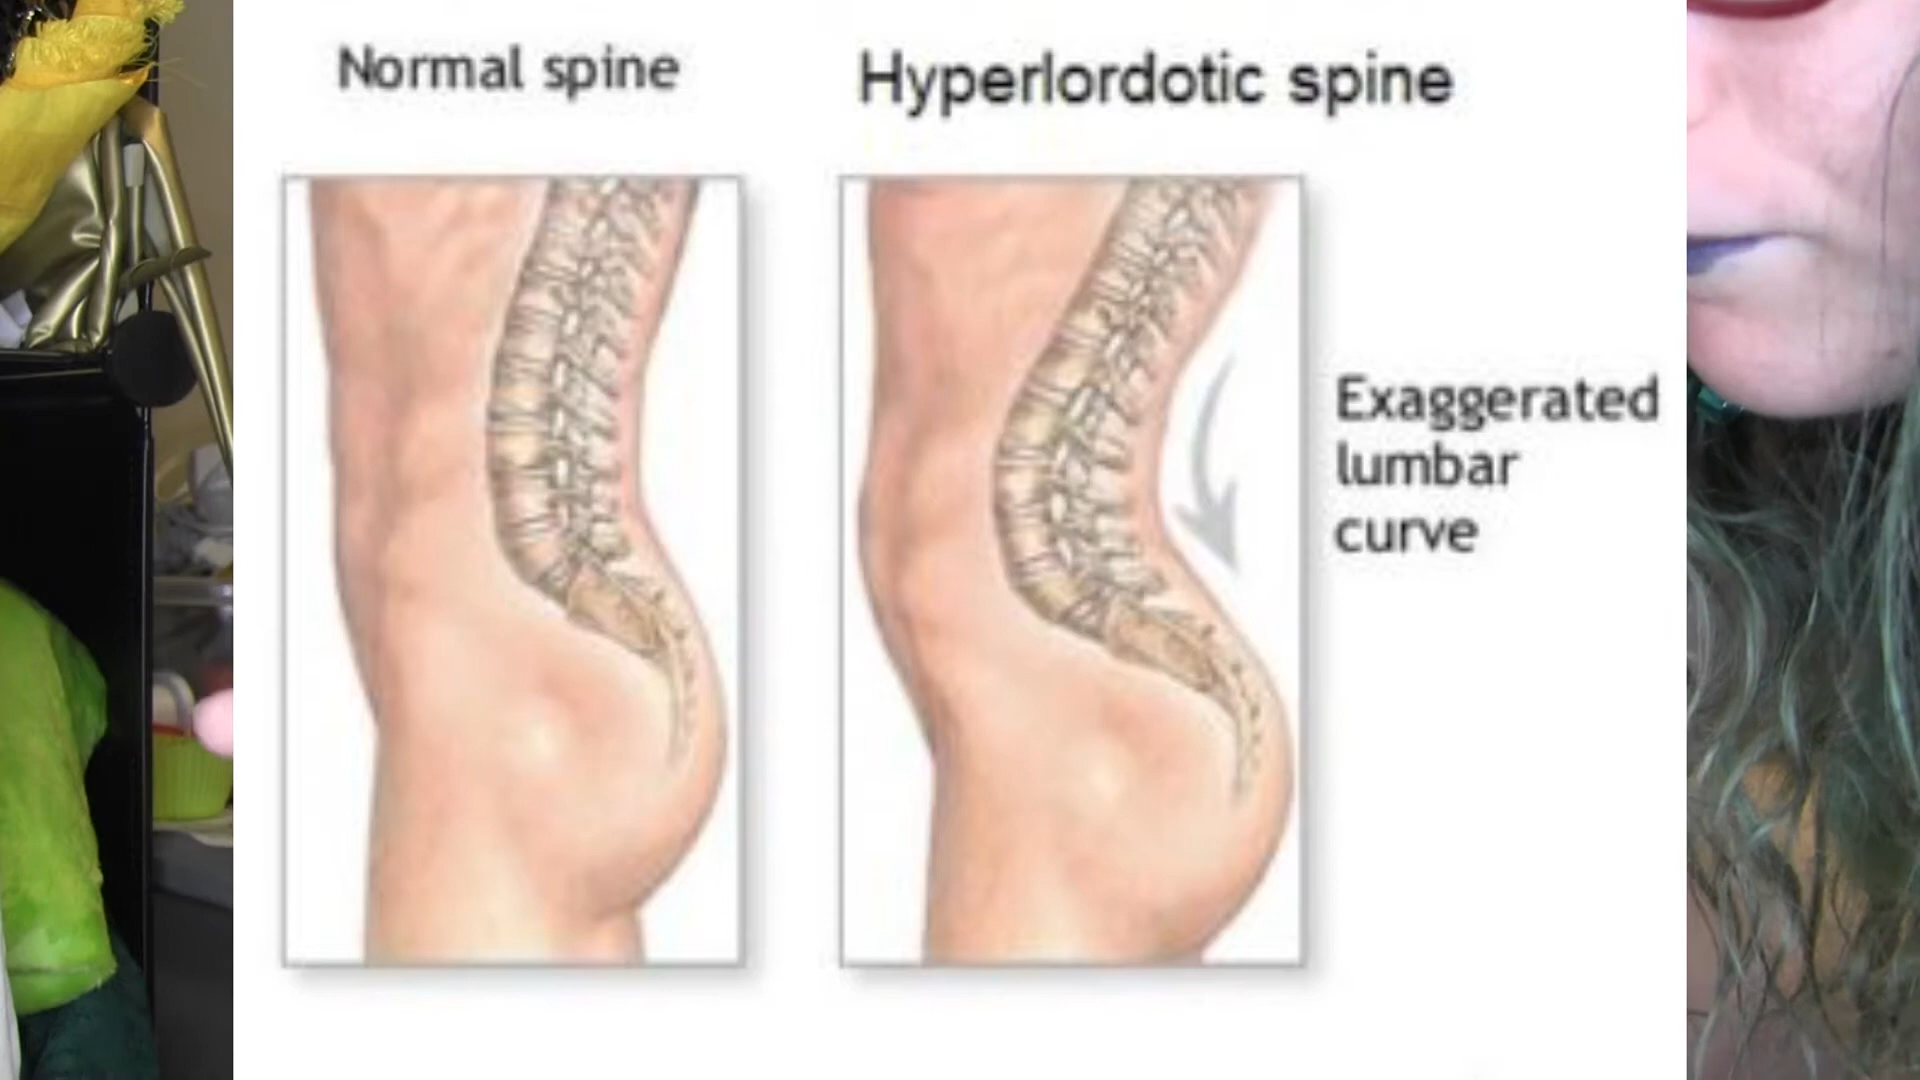 Normal spine
Hyperlordotic spine
Exaggerated
lumbar
curve